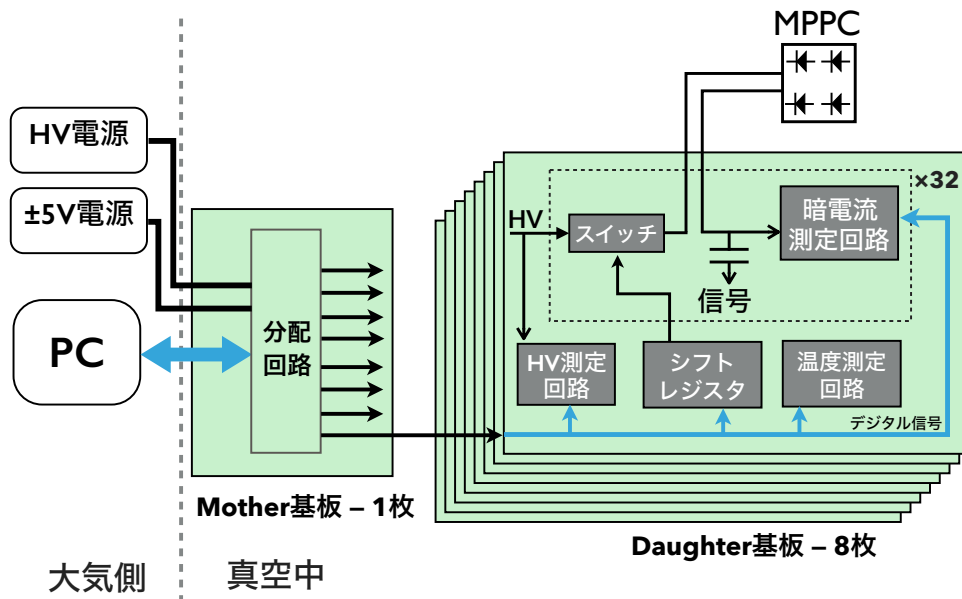 MPPC
HV電源
±5V電源
PC
分配
回路
×32
HV
スイッチ
暗電流
測定回路
信号
HV測定
回路
シフト
レジスタ
温度測定
回路
デジタル信号
Mother基板 – 1枚
Daughter基板 – 8枚
大気側
真空中